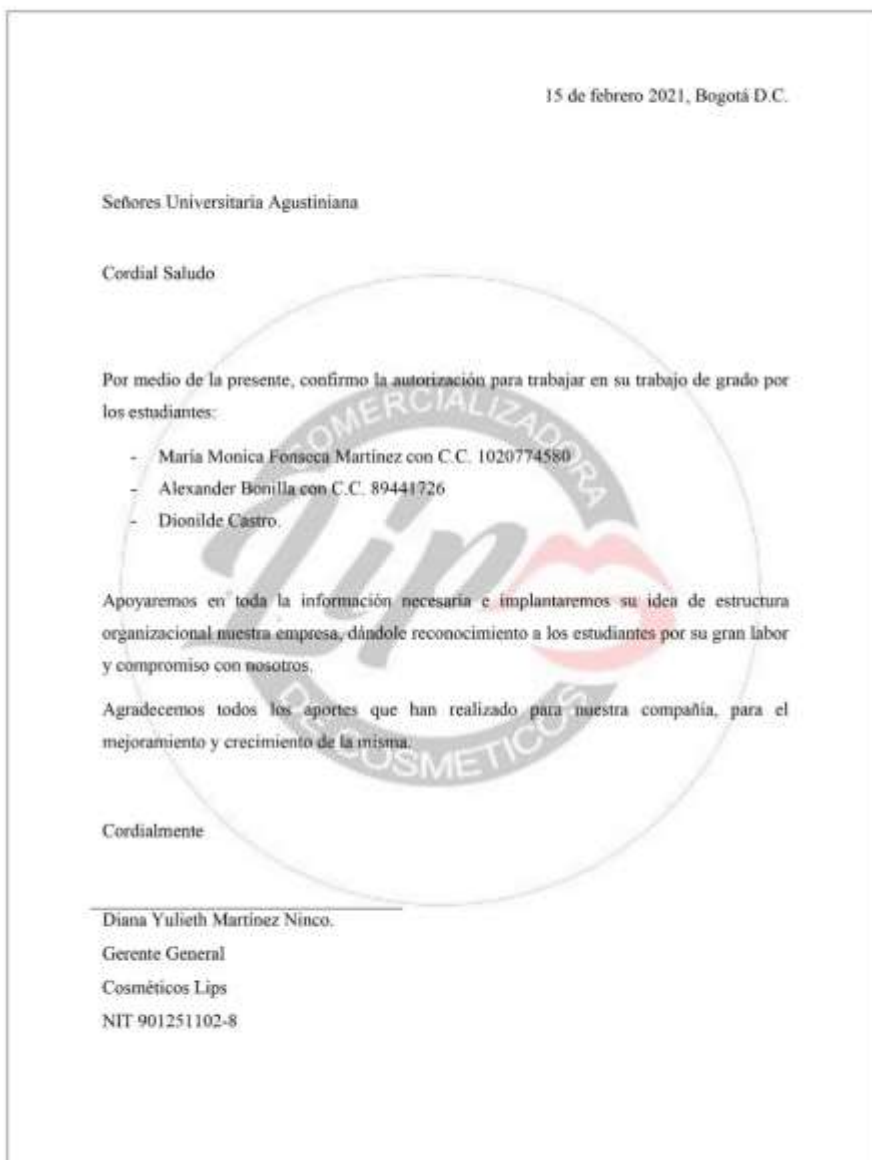 15 de febrero 2021, Bogotá D.C.
Señores Universitaria Agustiniana
Cordial Saludo
Por medio de la presente, confirmo la autorización para trabajar en su trabajo de grado por
los estudiantes:
- María Monica Fonseca Martínez con C.C. 1020774580
- Alexander Bonilla con C.C. 89441726
- Dionilde Castro.
Apoyaremos en toda la información necesaria e implantaremos su idea de estructura
organizacional nuestra empresa, dándole reconocimiento a los estudiantes por su gran labor
y compromiso con nosotros.
Agradecemos todos los aportes que han realizado para nuestra compañía, para el
mejoramiento y crecimiento de la misma.
Cordialmente
Diana Yulieth Martínez Ninco.
Gerente General
Cosméticos Lips
NIT 901251102-8
COMERCIALIZADORA
Lips
DE COSMETICOS